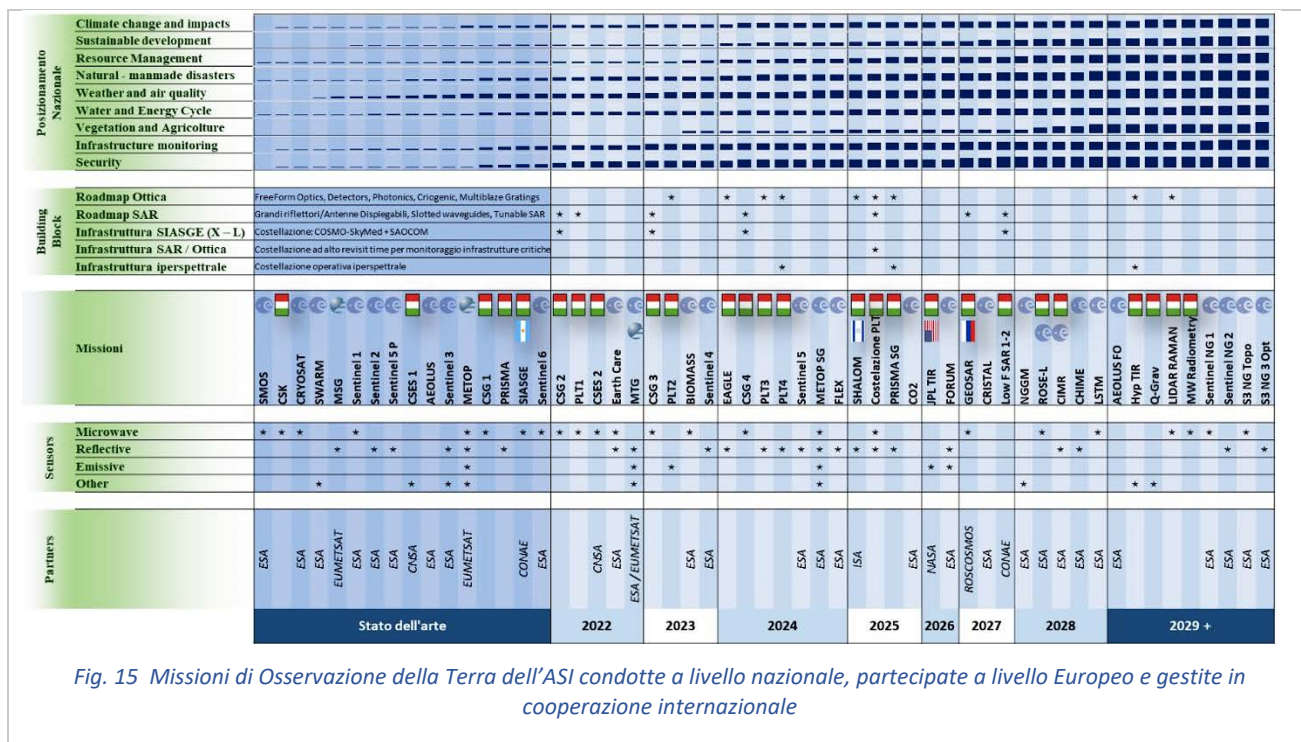 Posizionamento Nazionale
Climate change and impacts
Sustainable development
Resource Management
Natural - manmade disasters
Weather and air quality
Water and Energy Cycle
Vegetation and Agricolture
Infrastructure monitoring
Security
Building Block
Roadmap Ottica FreeForm Optics, Detectors, Photonics, Criogenic, Multiblaze Gratings
Roadmap SAR Grandi riflettori/Antenne Dispiegabili, Slotted waveguides, Tunable SAR
Infrastruttura SIASGE (X – L) Costellazione: COSMO-SkyMed + SAOCOM
Infrastruttura SAR / Ottica Costellazione ad alto revisit time per monitoraggio infrastrutture critiche
Infrastruttura iperspettrale Costellazione operativa iperspettrale
Missioni
SMOS
CSK
CRYOSAT
SWARM
MSG
Sentinel 1
Sentinel 2
Sentinel 5 P
CSES 1
AEOLUS
Sentinel 3
METOP
CSG 1
PRISMA
SIASGE
Sentinel 6
CSG 2
PLT1
CSES 2
Earth Care
MTG
CSG 3
PLT2
BIOMASS
Sentinel 4
EAGLE
CSG 4
PLT3
PLT4
Sentinel 5
METOP SG
FLEX
SHALOM
Costelazione PLT
PRISMA SG
CO2
JPL TIR
FORUM
GEOSAR
CRISTAL
Low F SAR 1-2
NGGM
ROSE-L
CIMR
CHIME
LSTM
AEOLUS FO
Hyp TIR
Q-Grav
LIDAR RAMAN
MW Radiometry
Sentinel NG 1
Sentinel NG 2
S3 NG Topo
S3 NG 3 Opt
Sensors
Microwave
Reflective
Emissive
Other
Partners
ESA
ESA
ESA
EUMETSAT
ESA
ESA
ESA
CNSA
ESA
ESA
EUMETSAT
CONAE
ESA
CNSA
ESA
ESA / EUMETSAT
ESA
ESA
ESA
ESA
ESA
ISA
ESA
NASA
ESA
ROSCOSMOS
ESA
CONAE
ESA
ESA
ESA
ESA
ESA
ESA
ESA
ESA
ESA
ESA
Stato dell'arte 2022 2023 2024 2025 2026 2027 2028 2029 +
Fig. 15 Missioni di Osservazione della Terra dell'ASI condotte a livello nazionale, partecipate a livello Europeo e gestite in
cooperazione internazionale